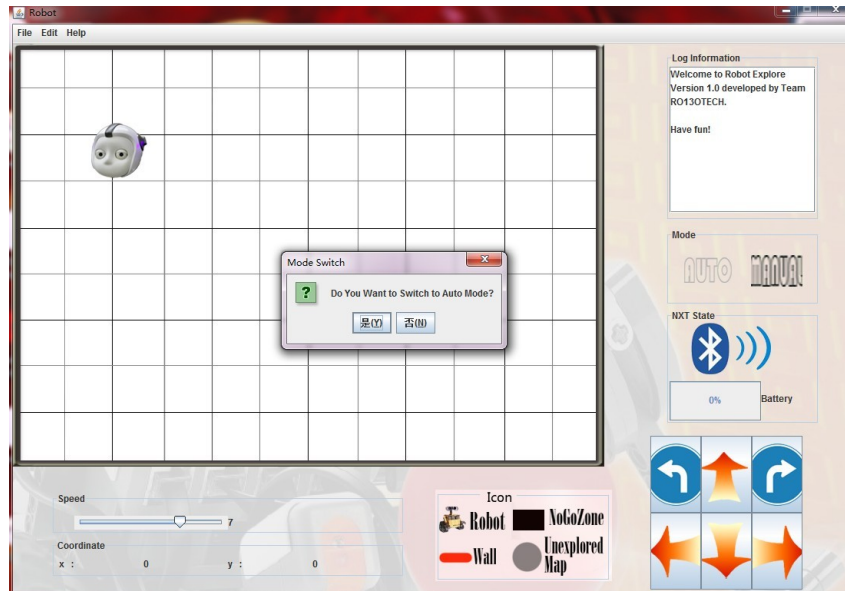 Robot
File Edit Help
Log Information
Welcome to Robot Explore
Version 1.0 developed by Team
RO13OTECH.
Have fun!
Mode
AUTO MANUAL
Mode Switch
Do You Want to Switch to Auto Mode?
是(Y) 否(N)
NXT State
0% Battery
Speed
7
Coordinate
x : 0 y : 0
Icon
Robot NoGoZone
Wall Unexplored
Map